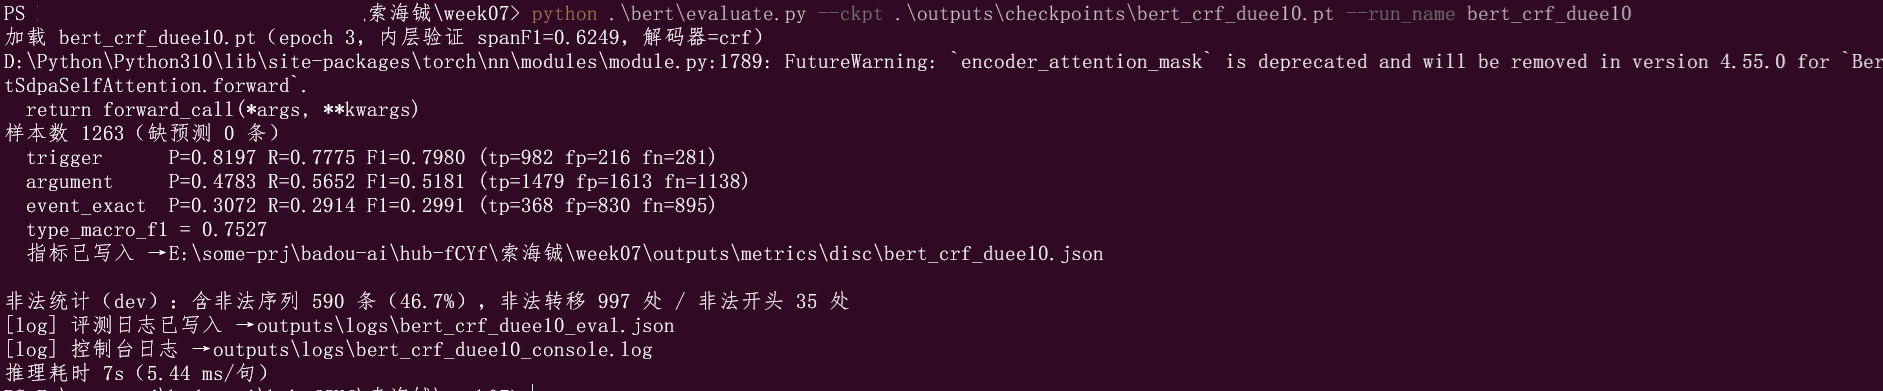 PS 索海铖\week07> python .\bert\evaluate.py --ckpt .\outputs\checkpoints\bert_crf_duee10.pt --run_name bert_crf_duee10
加载 bert_crf_duee10.pt（epoch 3，内层验证 spanF1=0.6249，解码器=crf）
D:\Python\Python310\lib\site-packages\torch\nn\modules\module.py:1789: FutureWarning: `encoder_attention_mask` is deprecated and will be removed in version 4.55.0 for `Ber
tSdpaSelfAttention.forward`.
  return forward_call(*args, **kwargs)
样本数 1263（缺预测 0 条）
  trigger      P=0.8197 R=0.7775 F1=0.7980 (tp=982 fp=216 fn=281)
  argument     P=0.4783 R=0.5652 F1=0.5181 (tp=1479 fp=1613 fn=1138)
  event_exact  P=0.3072 R=0.2914 F1=0.2991 (tp=368 fp=830 fn=895)
  type_macro_f1 = 0.7527
  指标已写入 →E:\some-prj\badou-ai\hub-fCYf\索海铖\week07\outputs\metrics\disc\bert_crf_duee10.json
非法统计（dev）：含非法序列 590 条（46.7%），非法转移 997 处 / 非法开头 35 处
[log] 评测日志已写入 →outputs\logs\bert_crf_duee10_eval.json
[log] 控制台日志 →outputs\logs\bert_crf_duee10_console.log
推理耗时 7s（5.44 ms/句）